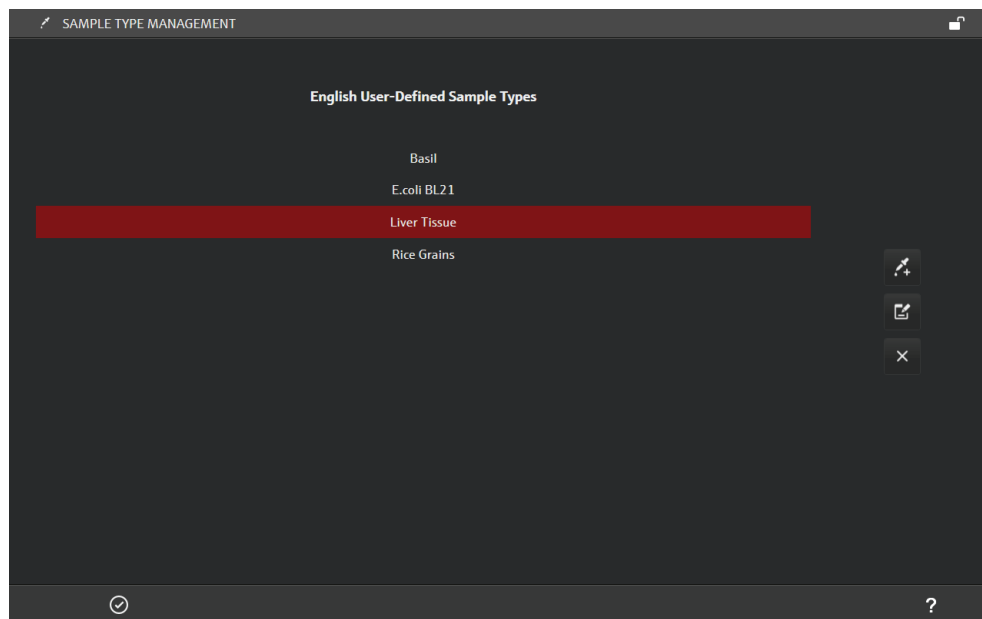 SAMPLE TYPE MANAGEMENT
English User-Defined Sample Types
Basil
E.coli BL21
Liver Tissue
Rice Grains
?